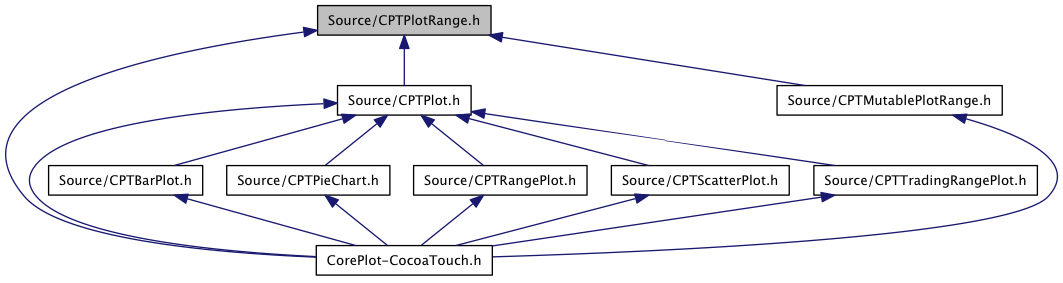 Source/CPTPlotRange.h
Source/CPTPlot.h
Source/CPTMutablePlotRange.h
Source/CPTBarPlot.h
Source/CPTPieChart.h
Source/CPTRangePlot.h
Source/CPTScatterPlot.h
Source/CPTTradingRangePlot.h
CorePlot-CocoaTouch.h